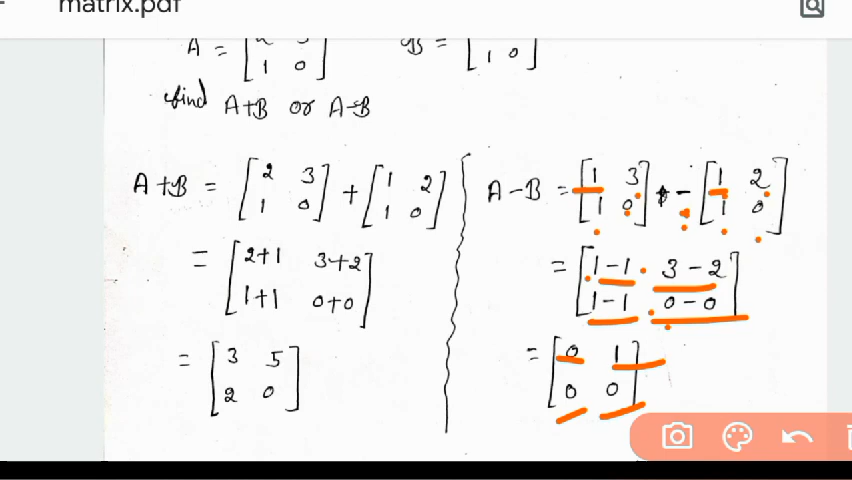 matrix.pdf
A = [2 3
1 0] B = [
1 0]
find A+B or A-B
A+B = [2 3
1 0] + [1 2
1 0]
= [2+1 3+2
1+1 0+0]
= [3 5
2 0]
A-B = [1 3
1 0] - [1 2
1 0]
= [1-1 3-2
1-1 0-0]
= [0 1
0 0]